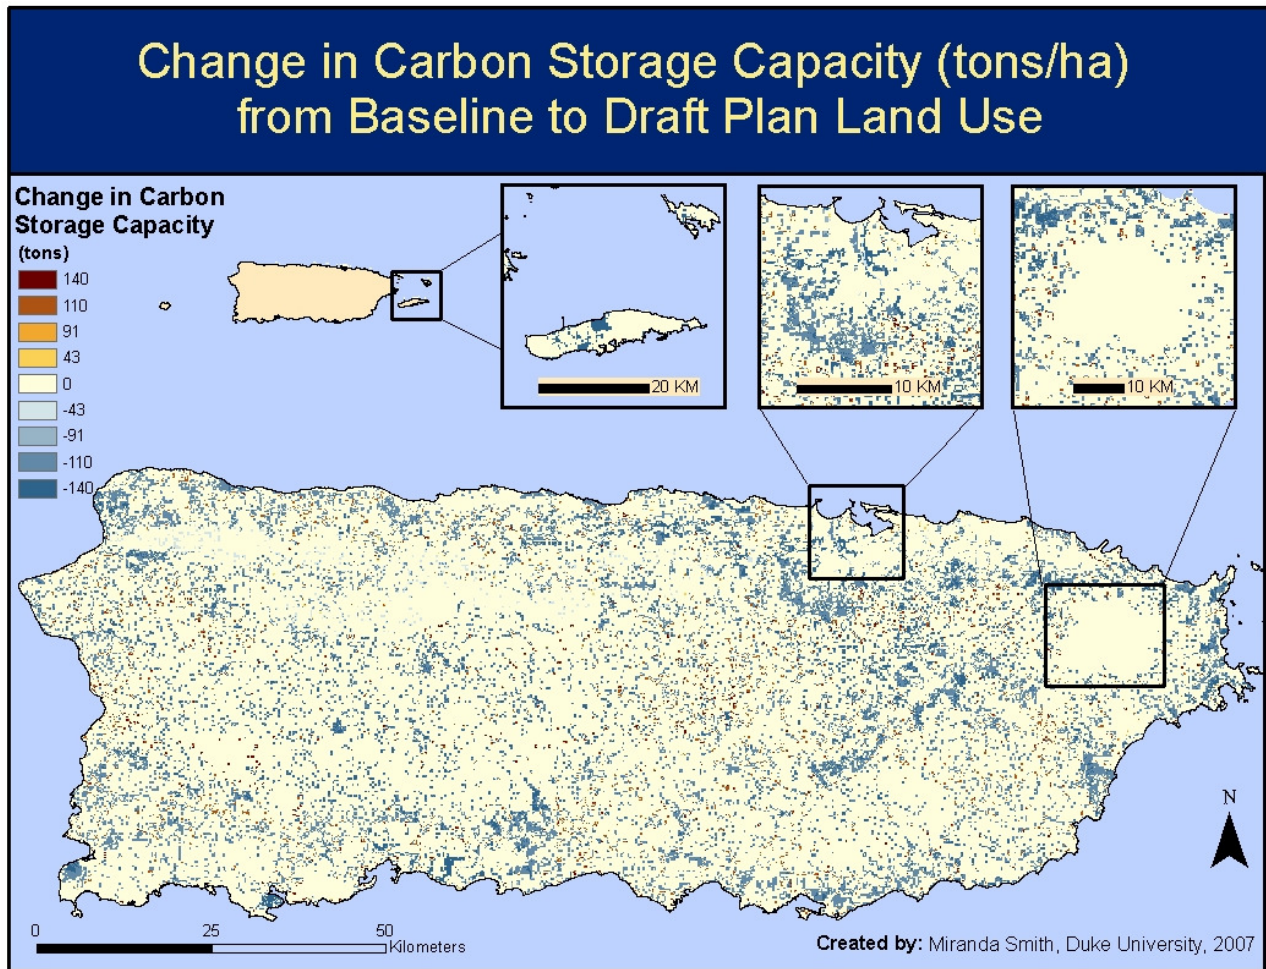 Change in Carbon Storage Capacity (tons/ha)
from Baseline to Draft Plan Land Use
Change in Carbon
Storage Capacity
(tons)
140
110
91
43
0
-43
-91
-110
-140
20 KM
10 KM
10 KM
N
0 25 50
Kilometers
Created by: Miranda Smith, Duke University, 2007